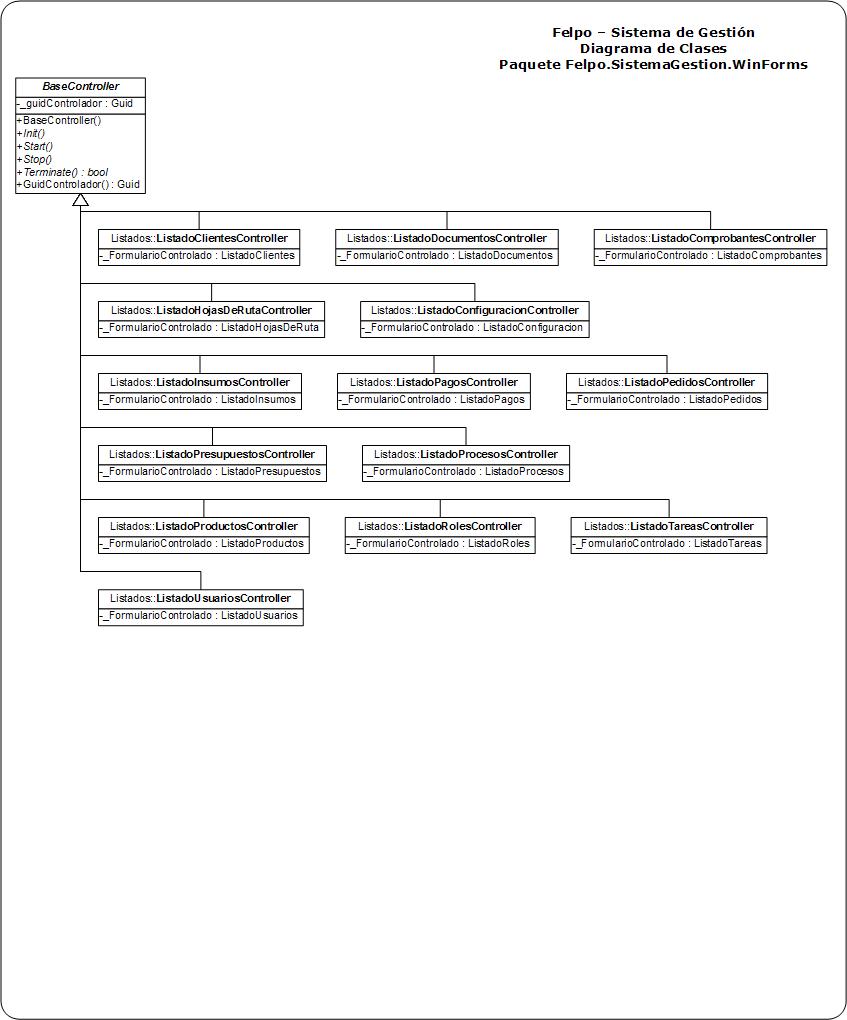 Felpo – Sistema de Gestión
Diagrama de Clases
Paquete Felpo.SistemaGestion.WinForms
BaseController
-_guidControlador : Guid
+BaseController()
+Init()
+Start()
+Stop()
+Terminate() : bool
+GuidControlador() : Guid
Listados::ListadoClientesController
-_FormularioControlado : ListadoClientes
Listados::ListadoDocumentosController
-_FormularioControlado : ListadoDocumentos
Listados::ListadoComprobantesController
-_FormularioControlado : ListadoComprobantes
Listados::ListadoHojasDeRutaController
-_FormularioControlado : ListadoHojasDeRuta
Listados::ListadoConfiguracionController
-_FormularioControlado : ListadoConfiguracion
Listados::ListadoInsumosController
-_FormularioControlado : ListadoInsumos
Listados::ListadoPagosController
-_FormularioControlado : ListadoPagos
Listados::ListadoPedidosController
-_FormularioControlado : ListadoPedidos
Listados::ListadoPresupuestosController
-_FormularioControlado : ListadoPresupuestos
Listados::ListadoProcesosController
-_FormularioControlado : ListadoProcesos
Listados::ListadoProductosController
-_FormularioControlado : ListadoProductos
Listados::ListadoRolesController
-_FormularioControlado : ListadoRoles
Listados::ListadoTareasController
-_FormularioControlado : ListadoTareas
Listados::ListadoUsuariosController
-_FormularioControlado : ListadoUsuarios